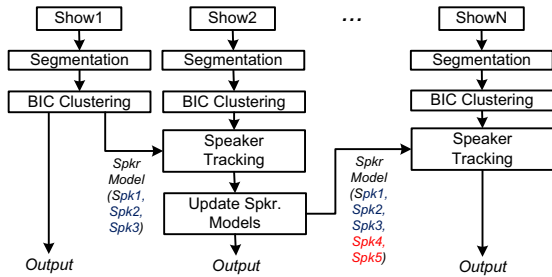 Show1
Show2
...
ShowN
Segmentation
Segmentation
Segmentation
BIC Clustering
BIC Clustering
BIC Clustering
Speaker
Tracking
Speaker
Tracking
Spkr
Model
(Spk1,
Spk2,
Spk3)
Update Spkr.
Models
Spkr
Model
(Spk1,
Spk2,
Spk3,
Spk4,
Spk5)
Output
Output
Output